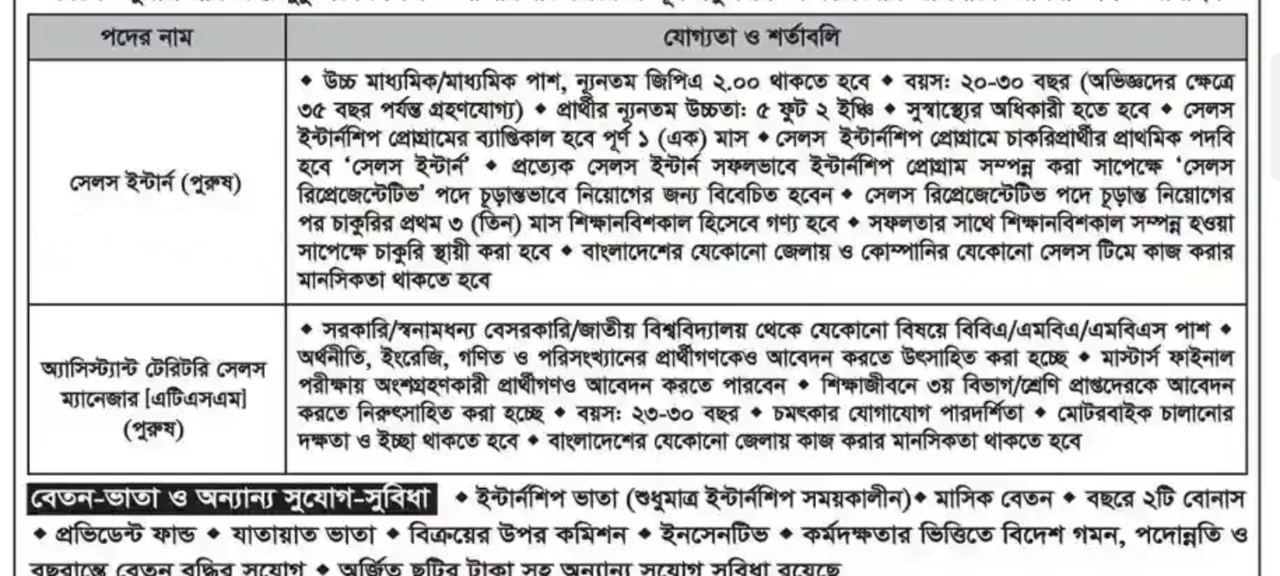 পদের নাম
যোগ্যতা ও শর্তাবলি
সেলস ইন্টার্ন (পুরুষ)
◆ উচ্চ মাধ্যমিক/মাধ্যমিক পাশ, ন্যূনতম জিপিএ ২.০০ থাকতে হবে ◆ বয়স: ২০-৩০ বছর (অভিজ্ঞদের ক্ষেত্রে
৩৫ বছর পর্যন্ত গ্রহণযোগ্য) ◆ প্রার্থীর ন্যূনতম উচ্চতা: ৫ ফুট ২ ইঞ্চি ◆ সুস্বাস্থ্যের অধিকারী হতে হবে ◆ সেলস
ইন্টার্নশিপ প্রোগ্রামের ব্যাপ্তিকাল হবে পূর্ণ ১ (এক) মাস ◆ সেলস ইন্টার্নশিপ প্রোগ্রামে চাকরিপ্রার্থীর প্রাথমিক পদবি
হবে ‘সেলস ইন্টার্ন’ ◆ প্রত্যেক সেলস ইন্টার্ন সফলভাবে ইন্টার্নশিপ প্রোগ্রাম সম্পন্ন করা সাপেক্ষে ‘সেলস
রিপ্রেজেন্টেটিভ’ পদে চূড়ান্তভাবে নিয়োগের জন্য বিবেচিত হবেন ◆ সেলস রিপ্রেজেন্টেটিভ পদে চূড়ান্ত নিয়োগের
পর চাকুরির প্রথম ৩ (তিন) মাস শিক্ষানবিশকাল হিসেবে গণ্য হবে ◆ সফলতার সাথে শিক্ষানবিশকাল সম্পন্ন হওয়া
সাপেক্ষে চাকুরি স্থায়ী করা হবে ◆ বাংলাদেশের যেকোনো জেলায় ও কোম্পানির যেকোনো সেলস টিমে কাজ করার
মানসিকতা থাকতে হবে
অ্যাসিস্ট্যান্ট টেরিটরি সেলস
ম্যানেজার [এটিএসএম]
(পুরুষ)
◆ সরকারি/স্বনামধন্য বেসরকারি/জাতীয় বিশ্ববিদ্যালয় থেকে যেকোনো বিষয়ে বিবিএ/এমবিএ/এমবিএস পাশ ◆
অর্থনীতি, ইংরেজি, গণিত ও পরিসংখ্যানের প্রার্থীগণকেও আবেদন করতে উৎসাহিত করা হচ্ছে ◆ মাস্টার্স ফাইনাল
পরীক্ষায় অংশগ্রহণকারী প্রার্থীগণও আবেদন করতে পারবেন ◆ শিক্ষাজীবনে ৩য় বিভাগ/শ্রেণি প্রাপ্তদেরকে আবেদন
করতে নিরুৎসাহিত করা হচ্ছে ◆ বয়স: ২৩-৩০ বছর ◆ চমৎকার যোগাযোগ পারদর্শিতা ◆ মোটরবাইক চালানোর
দক্ষতা ও ইচ্ছা থাকতে হবে ◆ বাংলাদেশের যেকোনো জেলায় কাজ করার মানসিকতা থাকতে হবে
বেতন-ভাতা ও অন্যান্য সুযোগ-সুবিধা ◆ ইন্টার্নশিপ ভাতা (শুধুমাত্র ইন্টার্নশিপ সময়কালীন) ◆ মাসিক বেতন ◆ বছরে ২টি বোনাস
◆ প্রভিডেন্ট ফান্ড ◆ যাতায়াত ভাতা ◆ বিক্রয়ের উপর কমিশন ◆ ইনসেনটিভ ◆ কর্মদক্ষতার ভিত্তিতে বিদেশ গমন, পদোন্নতি ও
বছরান্তে বেতন বৃদ্ধির সুযোগ ◆ অর্জিত ছুটির টাকা সহ অন্যান্য সুযোগ সুবিধা রয়েছে